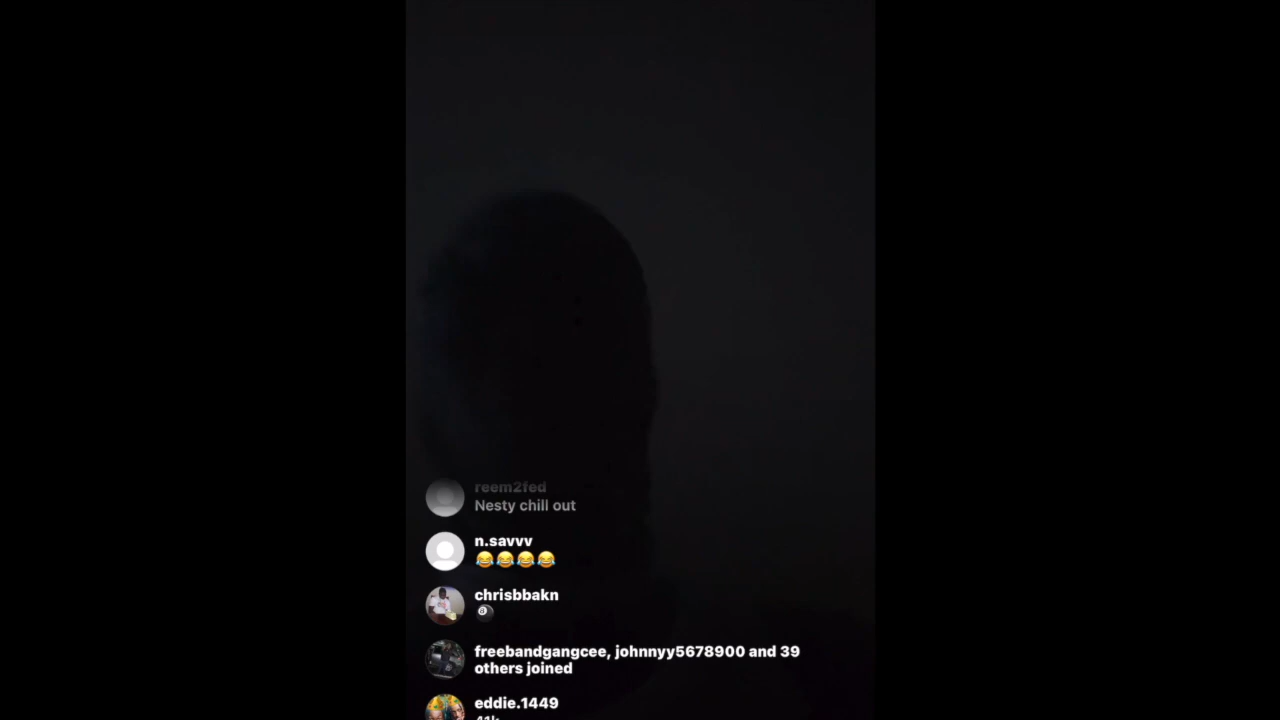 reem2fed
Nesty chill out
n.savvv
😂😂😂😂
chrisbbakn
🎱
freebandgangcee, johnnyy5678900 and 39
others joined
eddie.1449